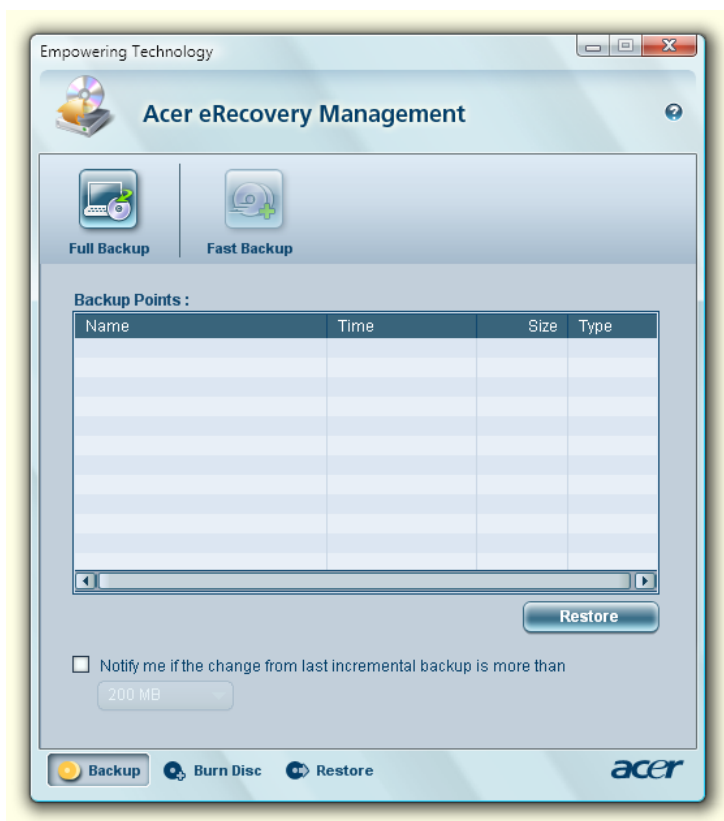 Empowering Technology
Acer eRecovery Management
Full Backup
Fast Backup
Backup Points :
Name Time Size Type
Restore
Notify me if the change from last incremental backup is more than
200 MB
Backup Burn Disc Restore acer